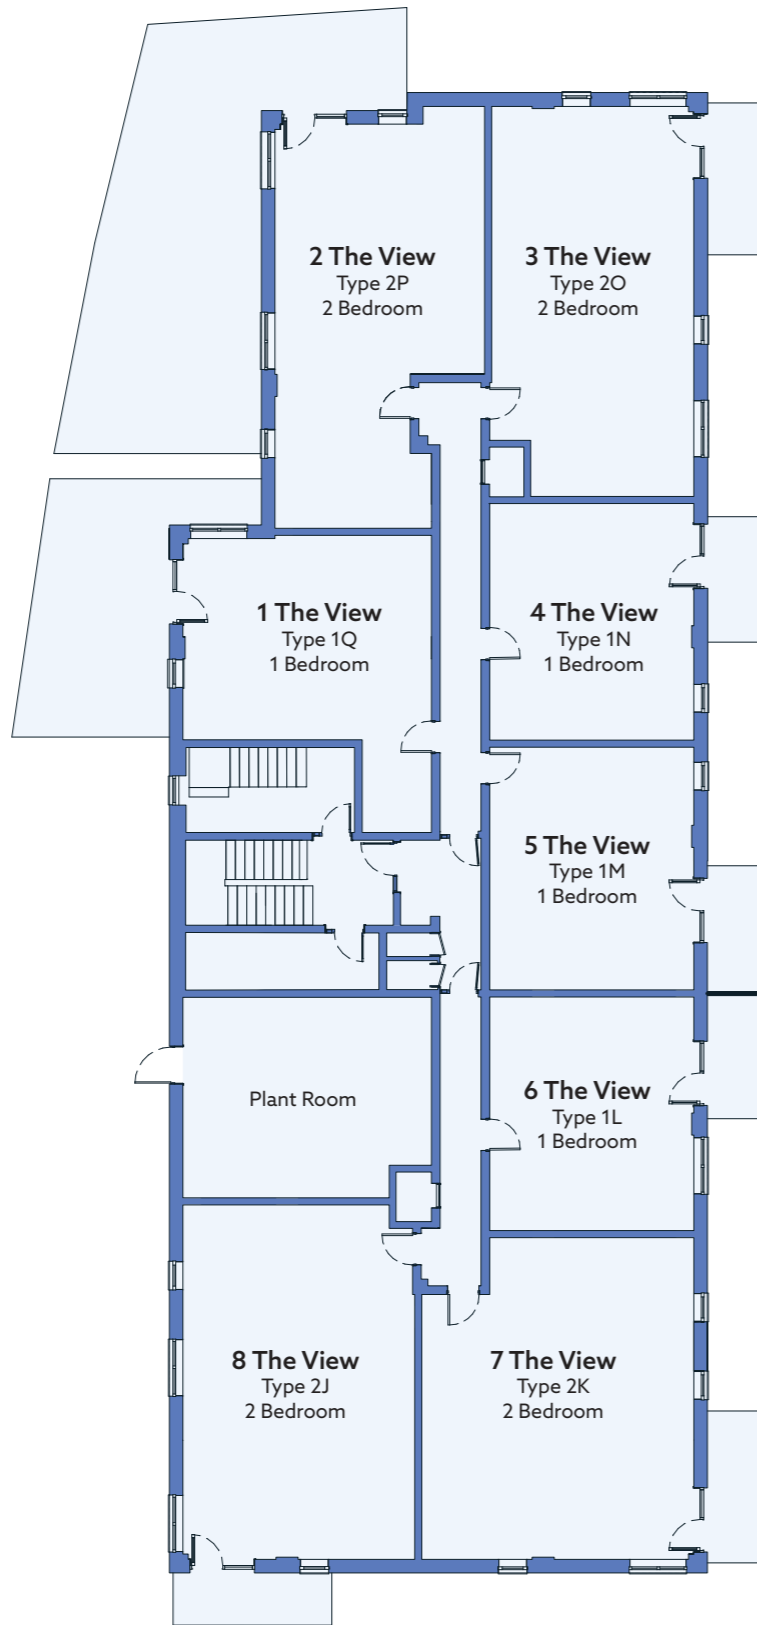 2 The View
Type 2P
2 Bedroom
3 The View
Type 2O
2 Bedroom
1 The View
Type 1Q
1 Bedroom
4 The View
Type 1N
1 Bedroom
5 The View
Type 1M
1 Bedroom
Plant Room
6 The View
Type 1L
1 Bedroom
8 The View
Type 2J
2 Bedroom
7 The View
Type 2K
2 Bedroom